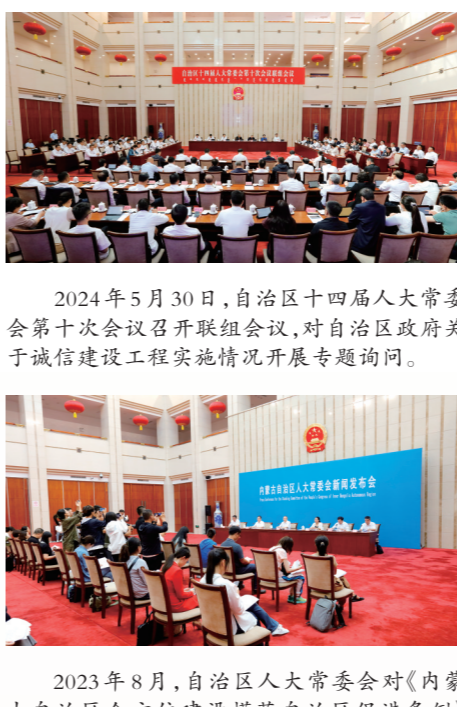 自治区十四届人大常委会第十次会议联组会议
2024年5月30日,自治区十四届人大常委
会第十次会议召开联组会议,对自治区政府关
于诚信建设工程实施情况开展专题询问。
内蒙古自治区人大常委会新闻发布会
2023年8月,自治区人大常委会对《内蒙